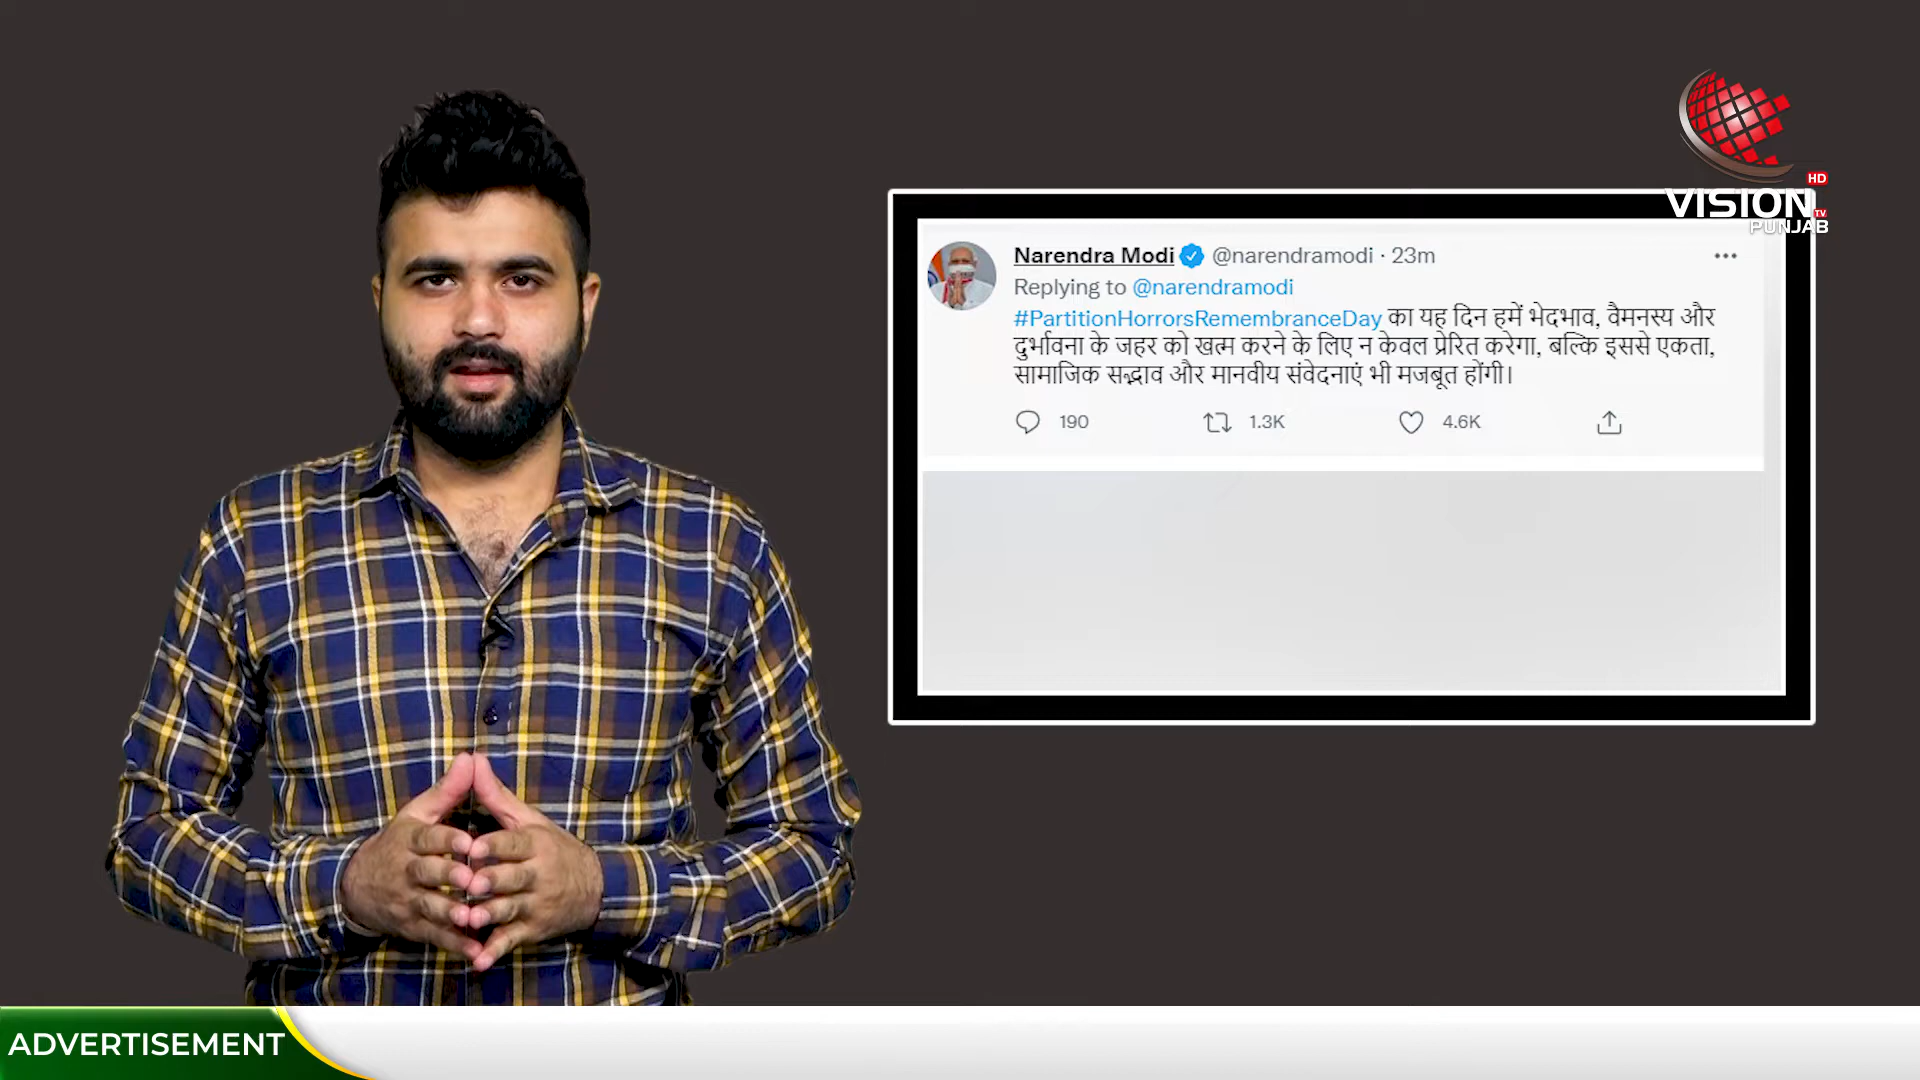 HD
VISION
TV
PUNJAB
Narendra Modi @narendramodi · 23m
Replying to @narendramodi
#PartitionHorrorsRemembranceDay का यह दिन हमें भेदभाव, वैमनस्य और
दुर्भावना के जहर को खत्म करने के लिए न केवल प्रेरित करेगा, बल्कि इससे एकता,
सामाजिक सद्भाव और मानवीय संवेदनाएं भी मजबूत होंगी।
190 1.3K 4.6K
ADVERTISEMENT